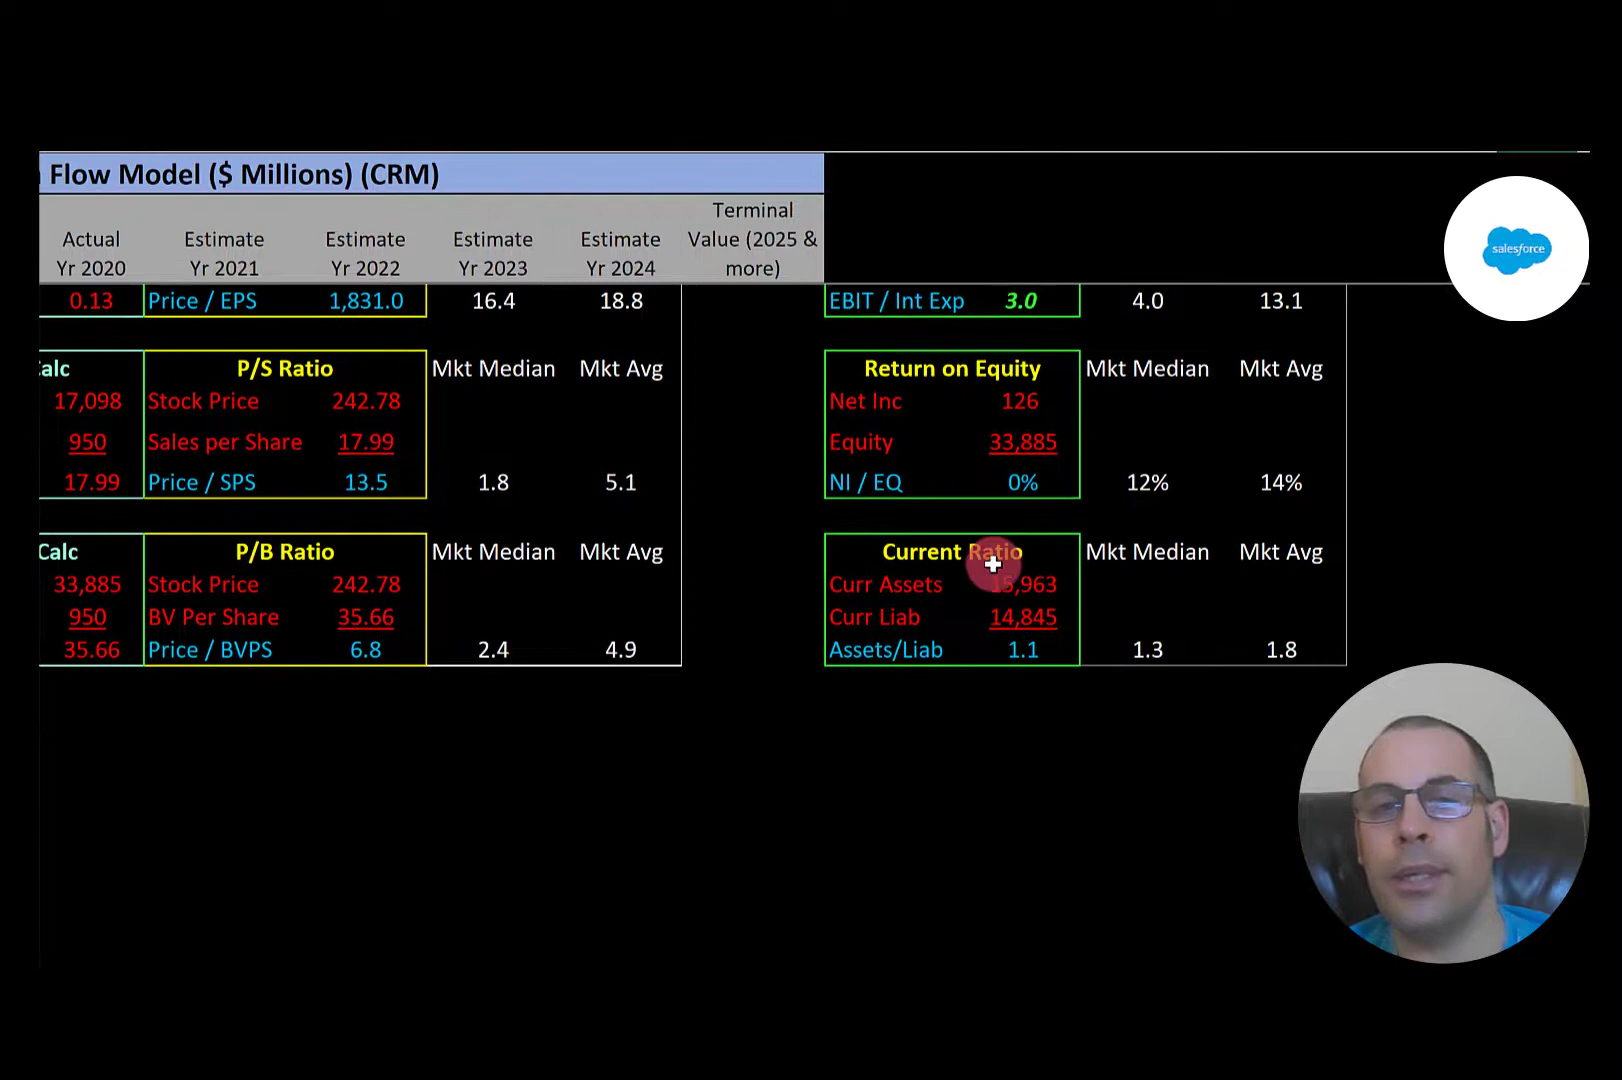 Flow Model ($ Millions) (CRM)
Terminal
Actual Estimate Estimate Estimate Estimate Value (2025 &
Yr 2020 Yr 2021 Yr 2022 Yr 2023 Yr 2024 more)
salesforce
0.13 Price / EPS 1,831.0 16.4 18.8 EBIT / Int Exp 3.0 4.0 13.1
alc P/S Ratio Mkt Median Mkt Avg Return on Equity Mkt Median Mkt Avg
17,098 Stock Price 242.78 Net Inc 126
950 Sales per Share 17.99 Equity 33,885
17.99 Price / SPS 13.5 1.8 5.1 NI / EQ 0% 12% 14%
Calc P/B Ratio Mkt Median Mkt Avg Current Ratio Mkt Median Mkt Avg
33,885 Stock Price 242.78 Curr Assets 15,963
950 BV Per Share 35.66 Curr Liab 14,845
35.66 Price / BVPS 6.8 2.4 4.9 Assets/Liab 1.1 1.3 1.8